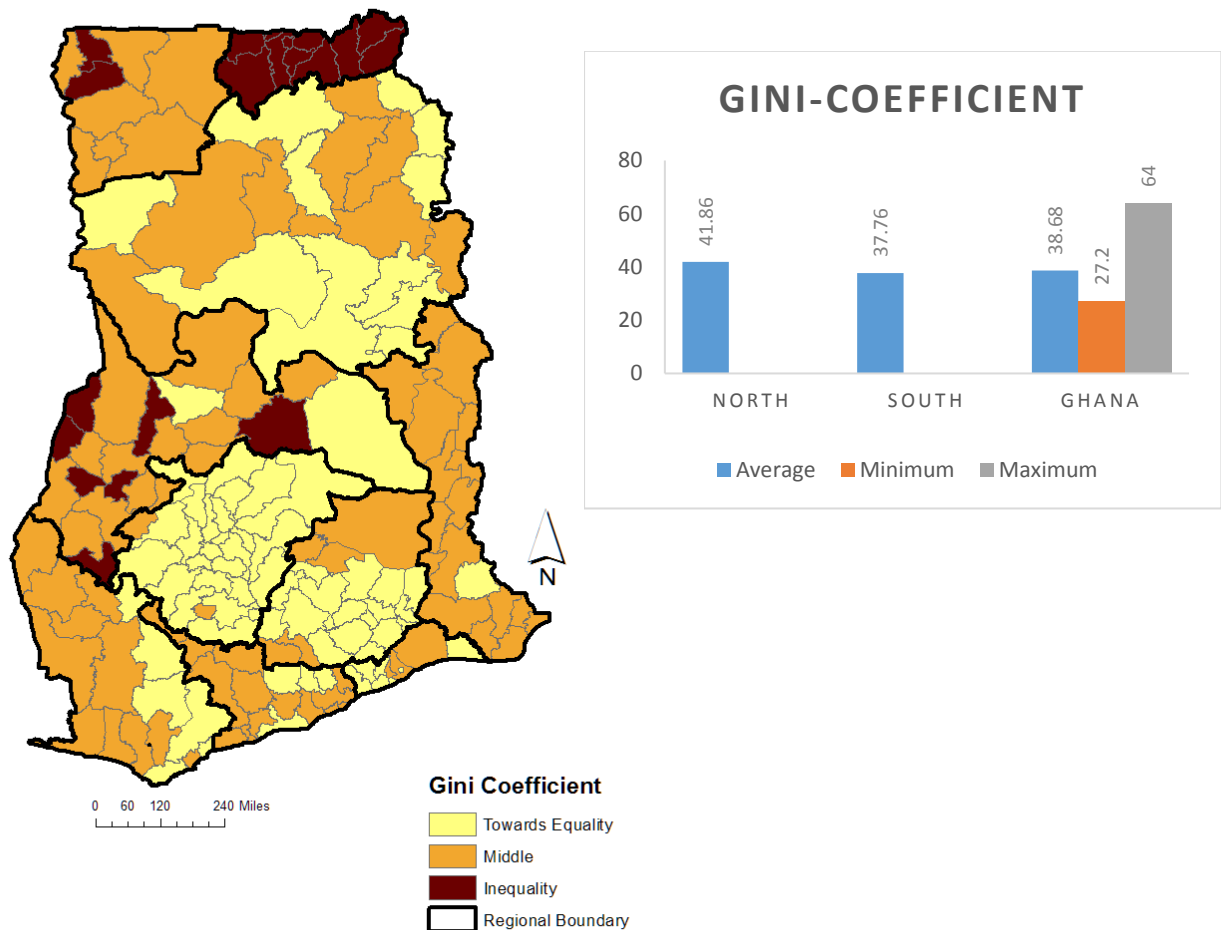 GINI-COEFFICIENT
80
60
40
20
0
41.86
37.76
38.68
27.2
64
NORTH
SOUTH
GHANA
Average
Minimum
Maximum
N
0 60 120 240 Miles
Gini Coefficient
Towards Equality
Middle
Inequality
Regional Boundary